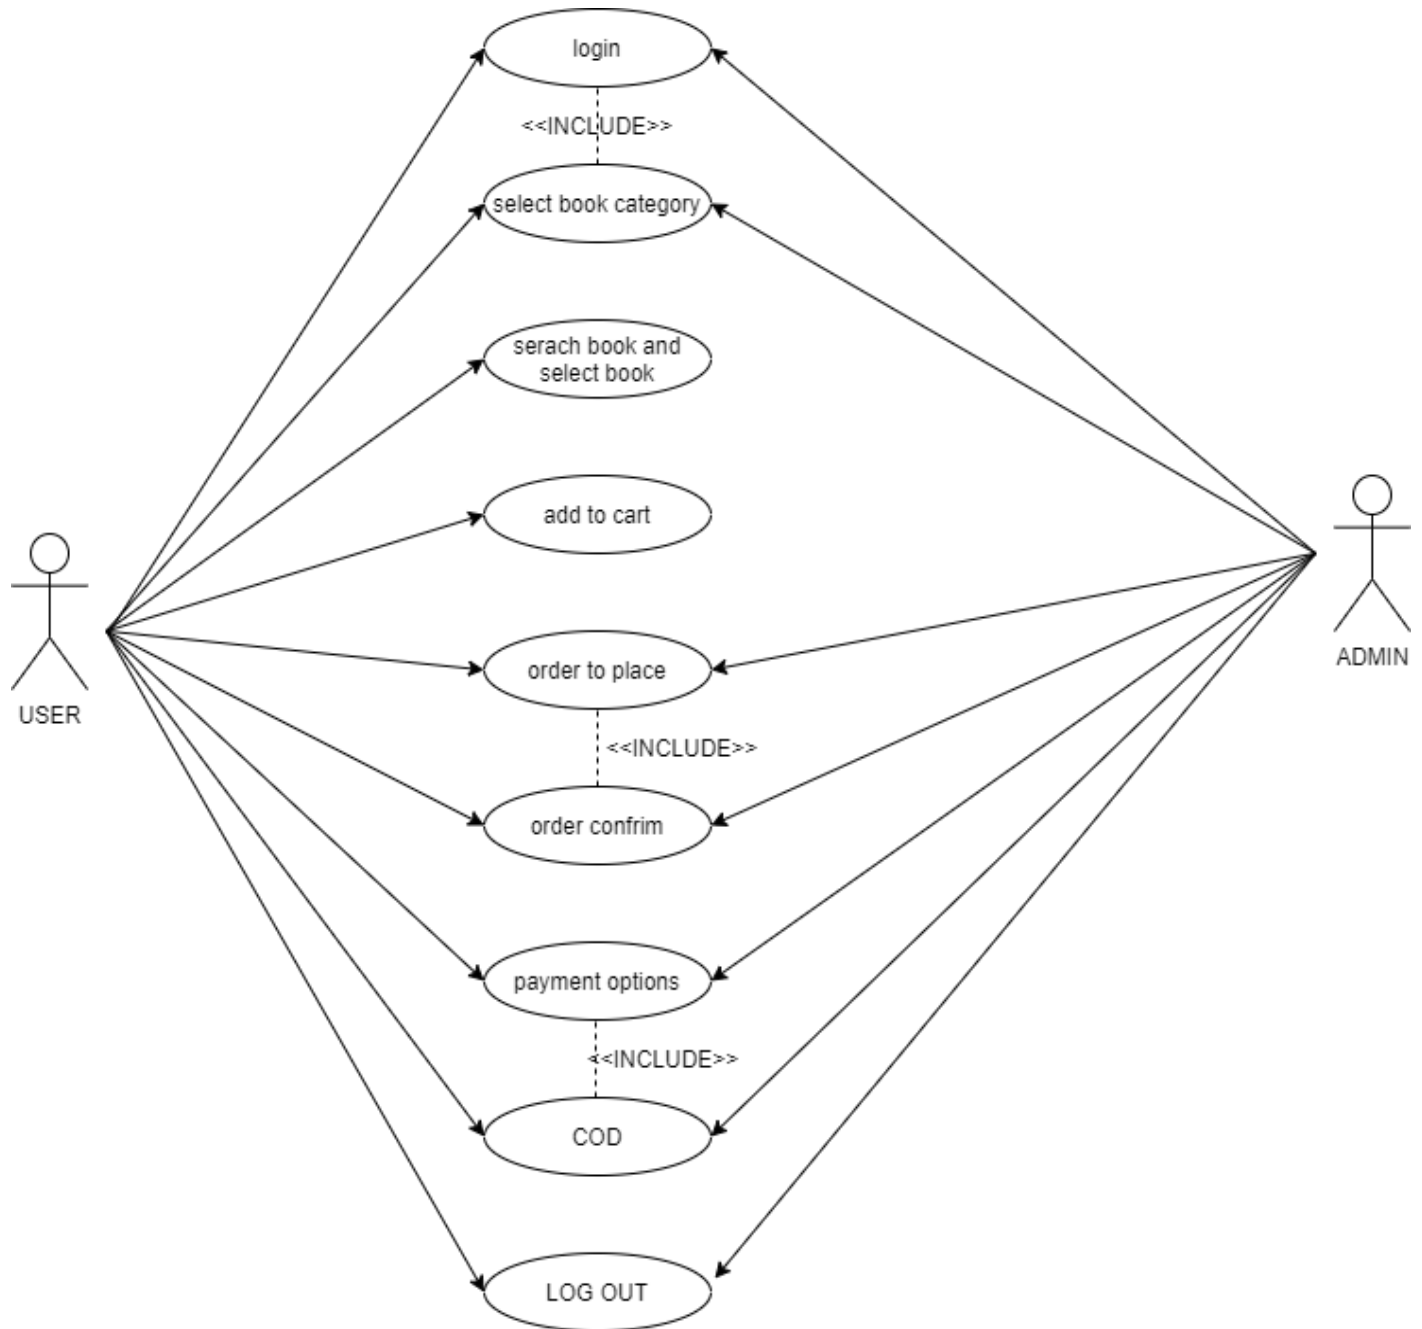 login
<<INCLUDE>>
select book category
serach book and
select book
add to cart
USER
ADMIN
order to place
<<INCLUDE>>
order confrim
payment options
<<INCLUDE>>
COD
LOG OUT